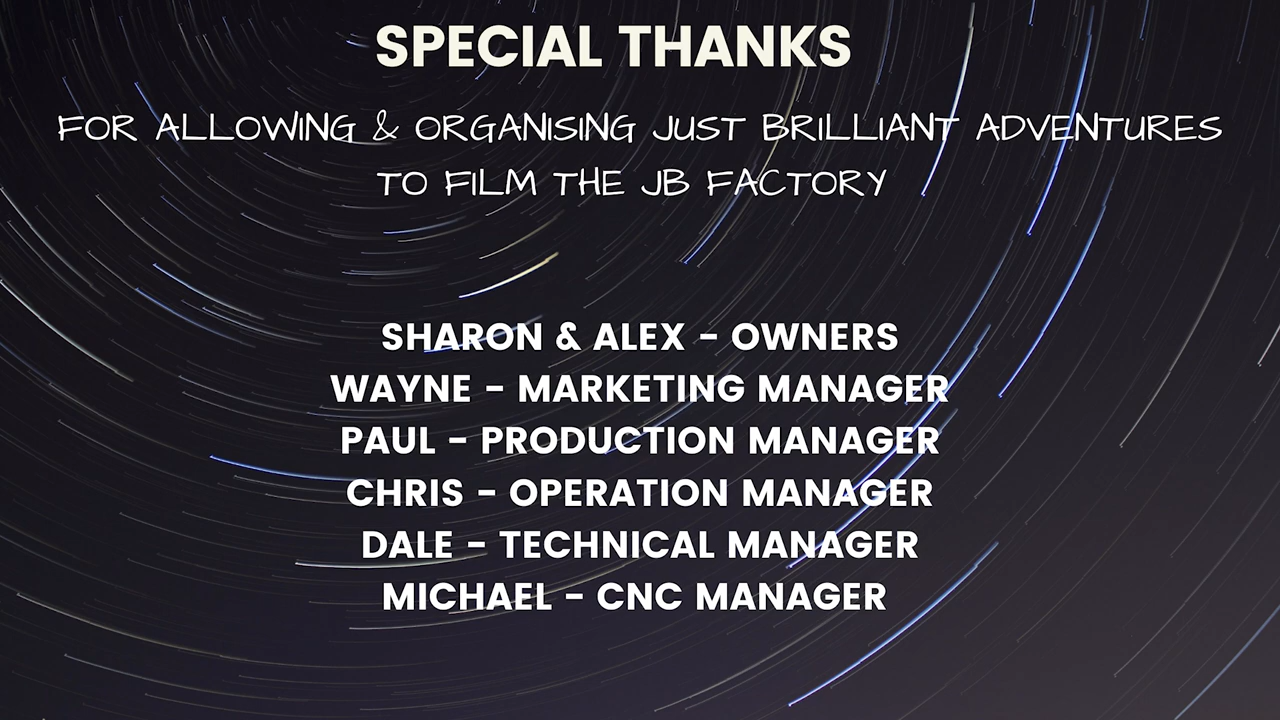 SPECIAL THANKS
FOR ALLOWING & ORGANISING JUST BRILLIANT ADVENTURES
TO FILM THE JB FACTORY
SHARON & ALEX - OWNERS
WAYNE - MARKETING MANAGER
PAUL - PRODUCTION MANAGER
CHRIS - OPERATION MANAGER
DALE - TECHNICAL MANAGER
MICHAEL - CNC MANAGER